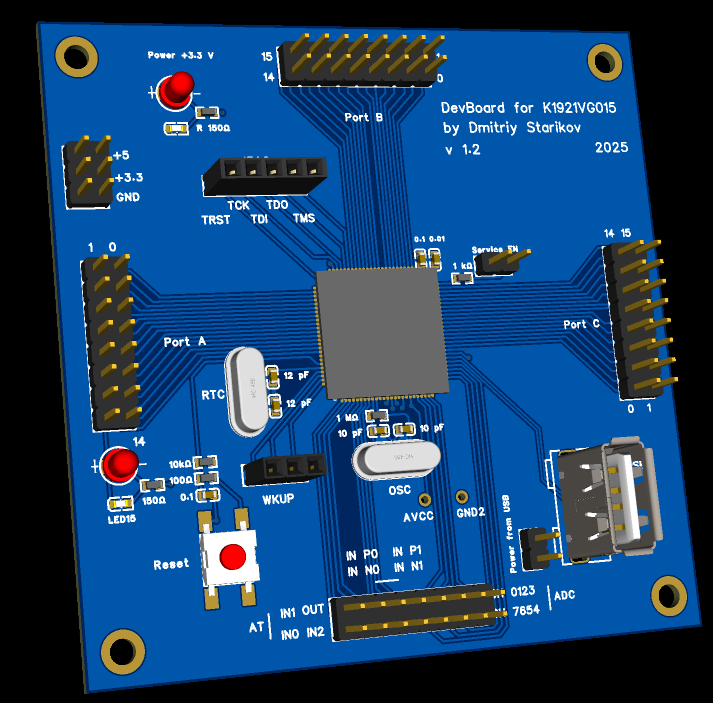 Power +3.3 V
15
14
0
Port B
R 150Ω
DevBoard for K1921VG015
by Dmitriy Starikov
v 1.2
2025
+5
+3.3
GND
TCK TDO
TRST TDI TMS
1 0
0.1 0.01
Service EN
1 kΩ
14 15
Port A
Port C
RTC
12 pF
12 pF
0 1
1 MΩ
10 pF
10 pF
OSC
14
10kΩ
100Ω
0.1
150Ω
LED15
WKUP
AVCC
GND2
Power from USB
Reset
IN P0 IN P1
IN N0 IN N1
AT
IN1 OUT
IN0 IN2
0123
7654
ADC